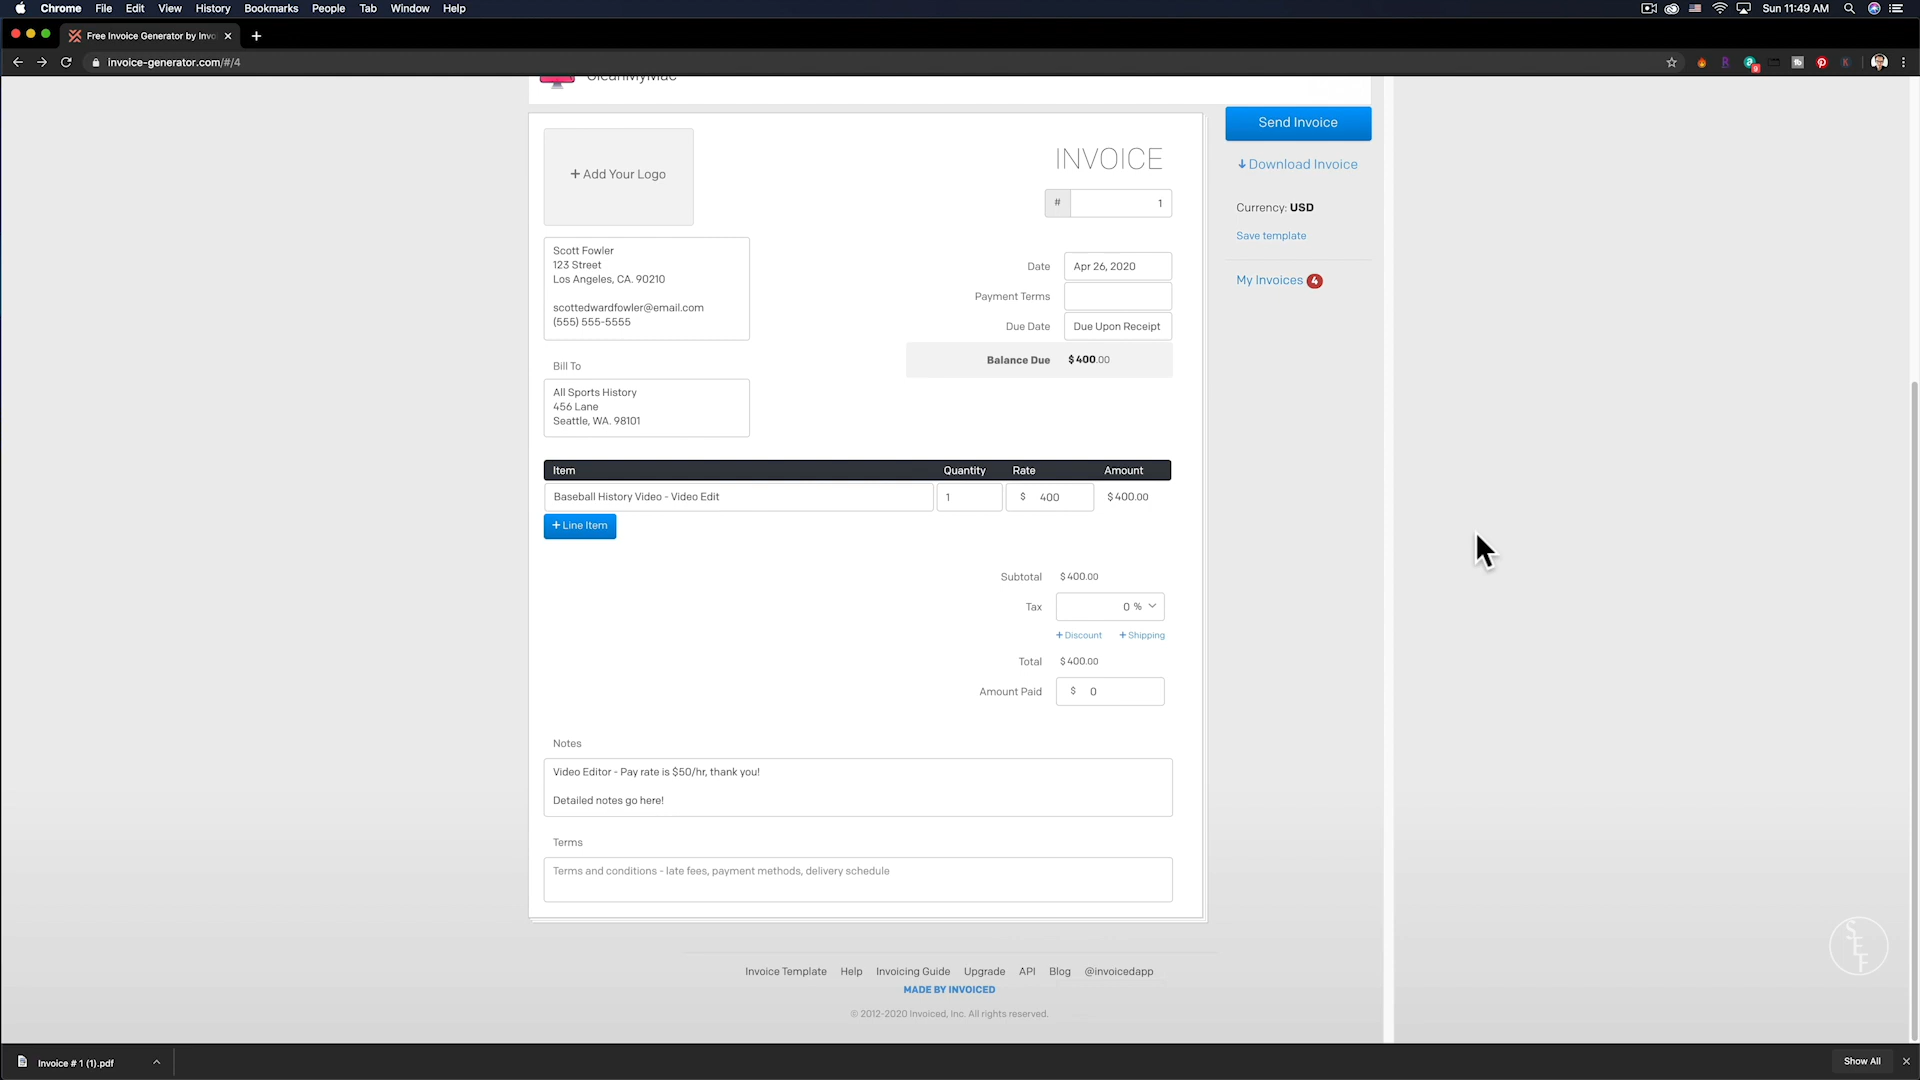 Chrome File Edit View History Bookmarks People Tab Window Help
Sun 11:49 AM
Free Invoice Generator by Invo
invoice-generator.com/#/4
9
CleanMyMac
Send Invoice
+ Add Your Logo
INVOICE
Download Invoice
# 1
Currency: USD
Save template
Scott Fowler
123 Street
Los Angeles, CA. 90210
scottedwardfowler@email.com
(555) 555-5555
Date Apr 26, 2020
My Invoices 4
Payment Terms
Due Date Due Upon Receipt
Balance Due $400.00
Bill To
All Sports History
456 Lane
Seattle, WA. 98101
Item Quantity Rate Amount
Baseball History Video - Video Edit 1 $ 400 $400.00
+ Line Item
Subtotal $400.00
Tax 0 %
+ Discount + Shipping
Total $400.00
Amount Paid $ 0
Notes
Video Editor - Pay rate is $50/hr, thank you!
Detailed notes go here!
Terms
Terms and conditions - late fees, payment methods, delivery schedule
SEF
Invoice Template Help Invoicing Guide Upgrade API Blog @invoicedapp
MADE BY INVOICED
© 2012-2020 Invoiced, Inc. All rights reserved.
Invoice # 1 (1).pdf
Show All